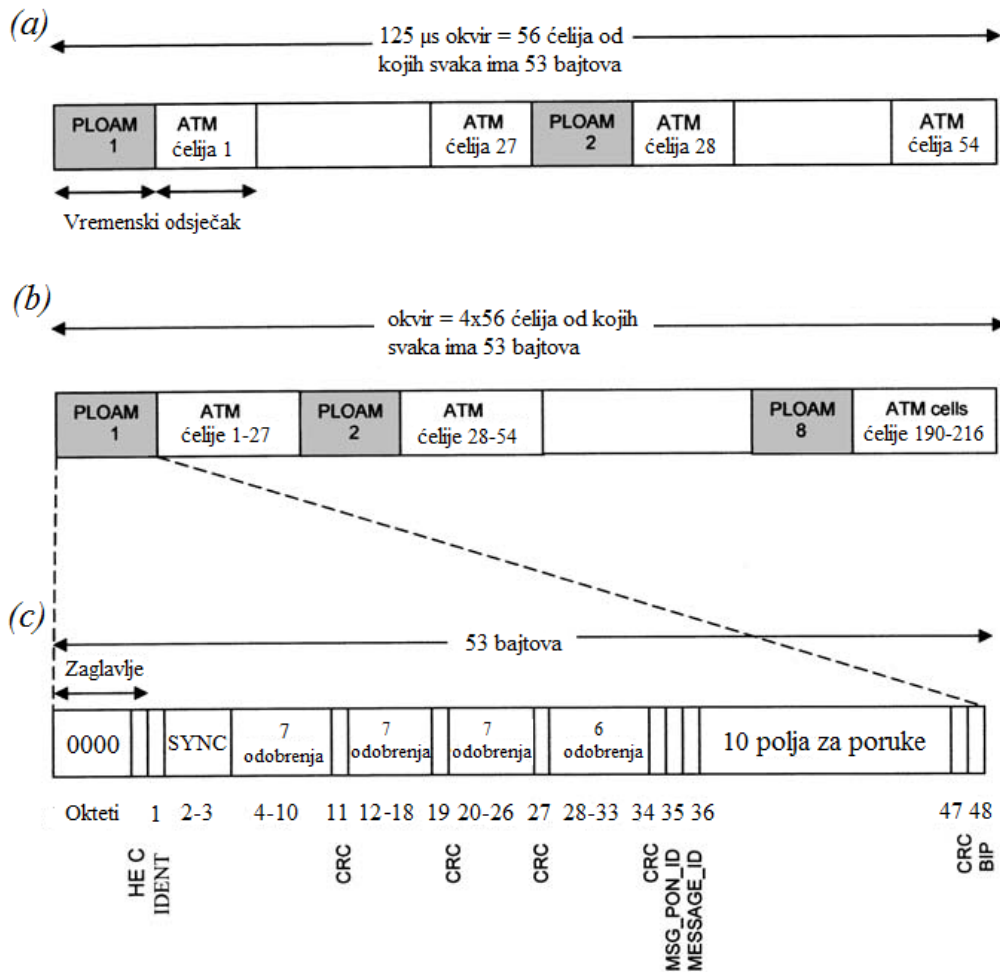 (a)
125 µs okvir = 56 ćelija od
kojih svaka ima 53 bajtova
PLOAM
1
ATM
ćelija 1
ATM
ćelija 27
PLOAM
2
ATM
ćelija 28
ATM
ćelija 54
Vremenski odsječak
(b)
okvir = 4x56 ćelija od kojih
svaka ima 53 bajtova
PLOAM
1
ATM
ćelije 1-27
PLOAM
2
ATM
ćelije 28-54
PLOAM
8
ATM cells
ćelije 190-216
(c)
53 bajtova
Zaglavlje
0000
SYNC
7
odobrenja
7
odobrenja
7
odobrenja
6
odobrenja
10 polja za poruke
Okteti 1 2-3 4-10 11 12-18 19 20-26 27 28-33 34 35 36 47 48
HE C
IDENT
CRC
CRC
CRC
CRC
MSG_PON_ID
MESSAGE_ID
CRC
BIP